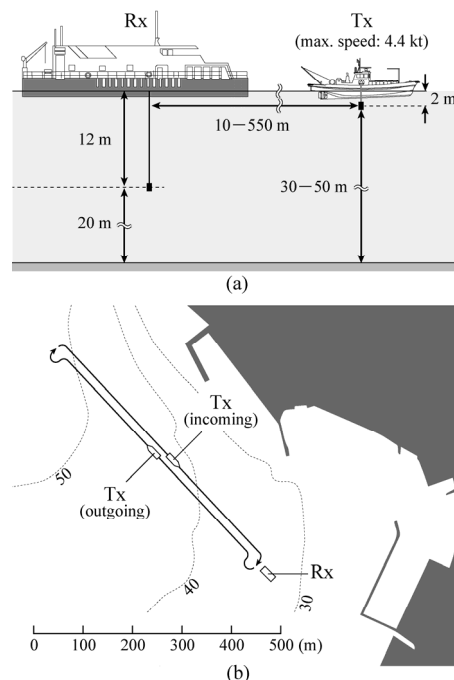 Rx
Tx
(max. speed: 4.4 kt)
2 m
12 m
10−550 m
30−50 m
20 m
(a)
Tx
(incoming)
50
Tx
(outgoing)
Rx
40
30
0 100 200 300 400 500 (m)
(b)